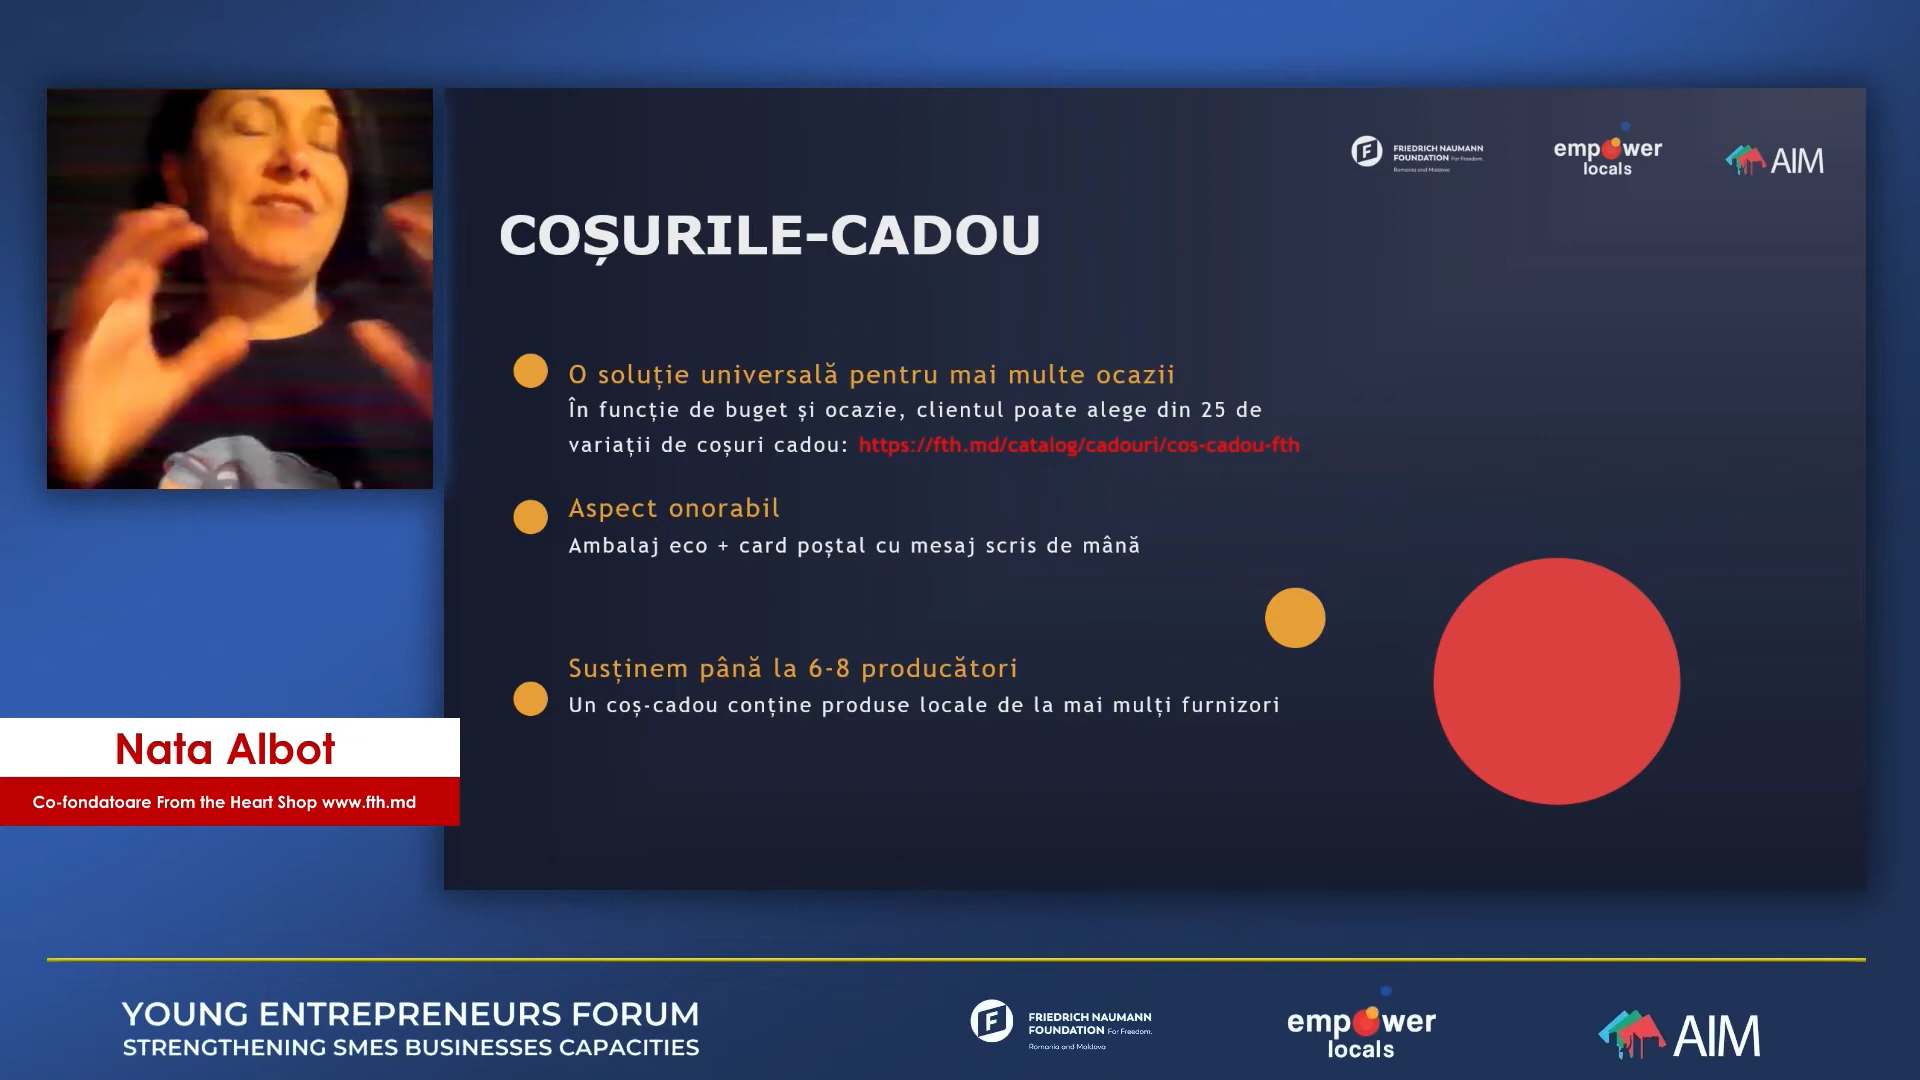 FRIEDRICH NAUMANN
FOUNDATION For Freedom.
Romania and Moldova
empower
locals
AIM
COȘURILE-CADOU
O soluție universală pentru mai multe ocazii
În funcție de buget și ocazie, clientul poate alege din 25 de
variații de coșuri cadou: https://fth.md/catalog/cadouri/cos-cadou-fth
Aspect onorabil
Ambalaj eco + card poștal cu mesaj scris de mână
Susținem până la 6-8 producători
Un coș-cadou conține produse locale de la mai mulți furnizori
Nata Albot
Co-fondatoare From the Heart Shop www.fth.md
YOUNG ENTREPRENEURS FORUM
STRENGTHENING SMES BUSINESSES CAPACITIES
FRIEDRICH NAUMANN
FOUNDATION For Freedom.
Romania and Moldova
empower
locals
AIM